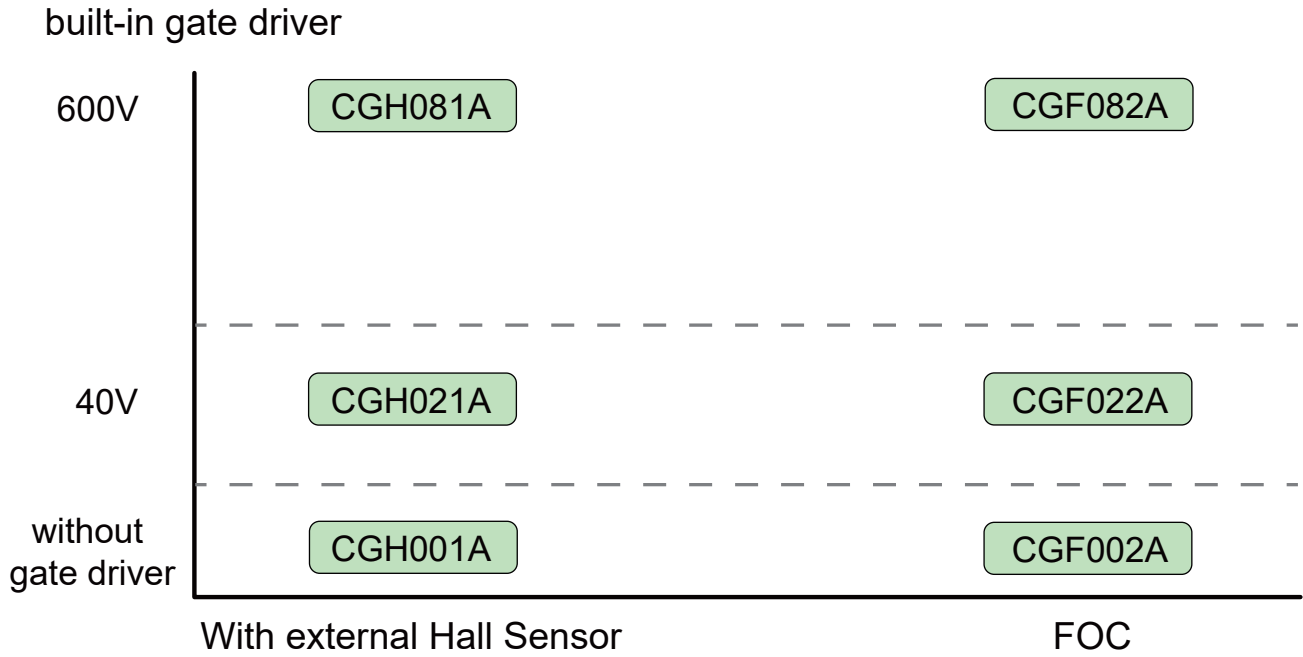 built-in gate driver
600V
CGH081A
CGF082A
40V
CGH021A
CGF022A
without
gate driver
CGH001A
CGF002A
With external Hall Sensor
FOC